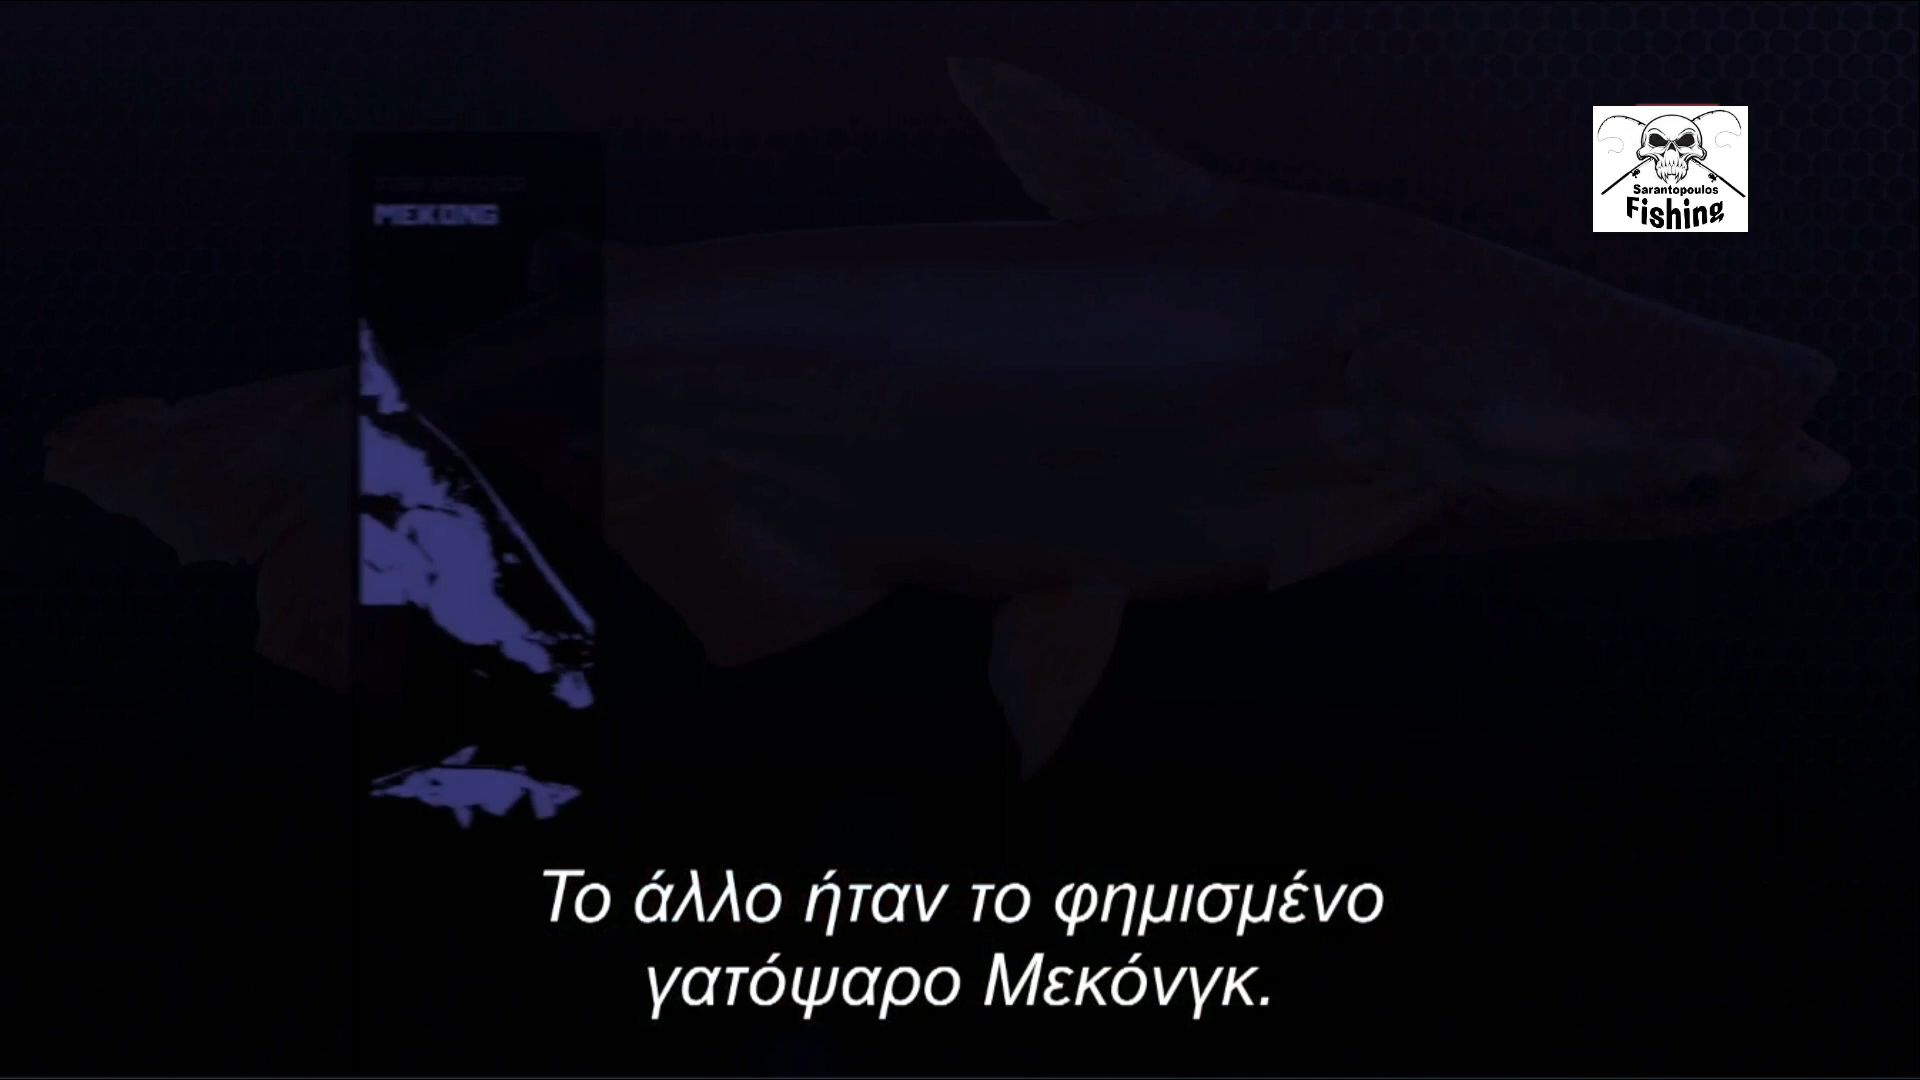 MEKONG
Sarantopoulos
Fishing
Το άλλο ήταν το φημισμένο
γατόψαρο Μεκόνγκ.